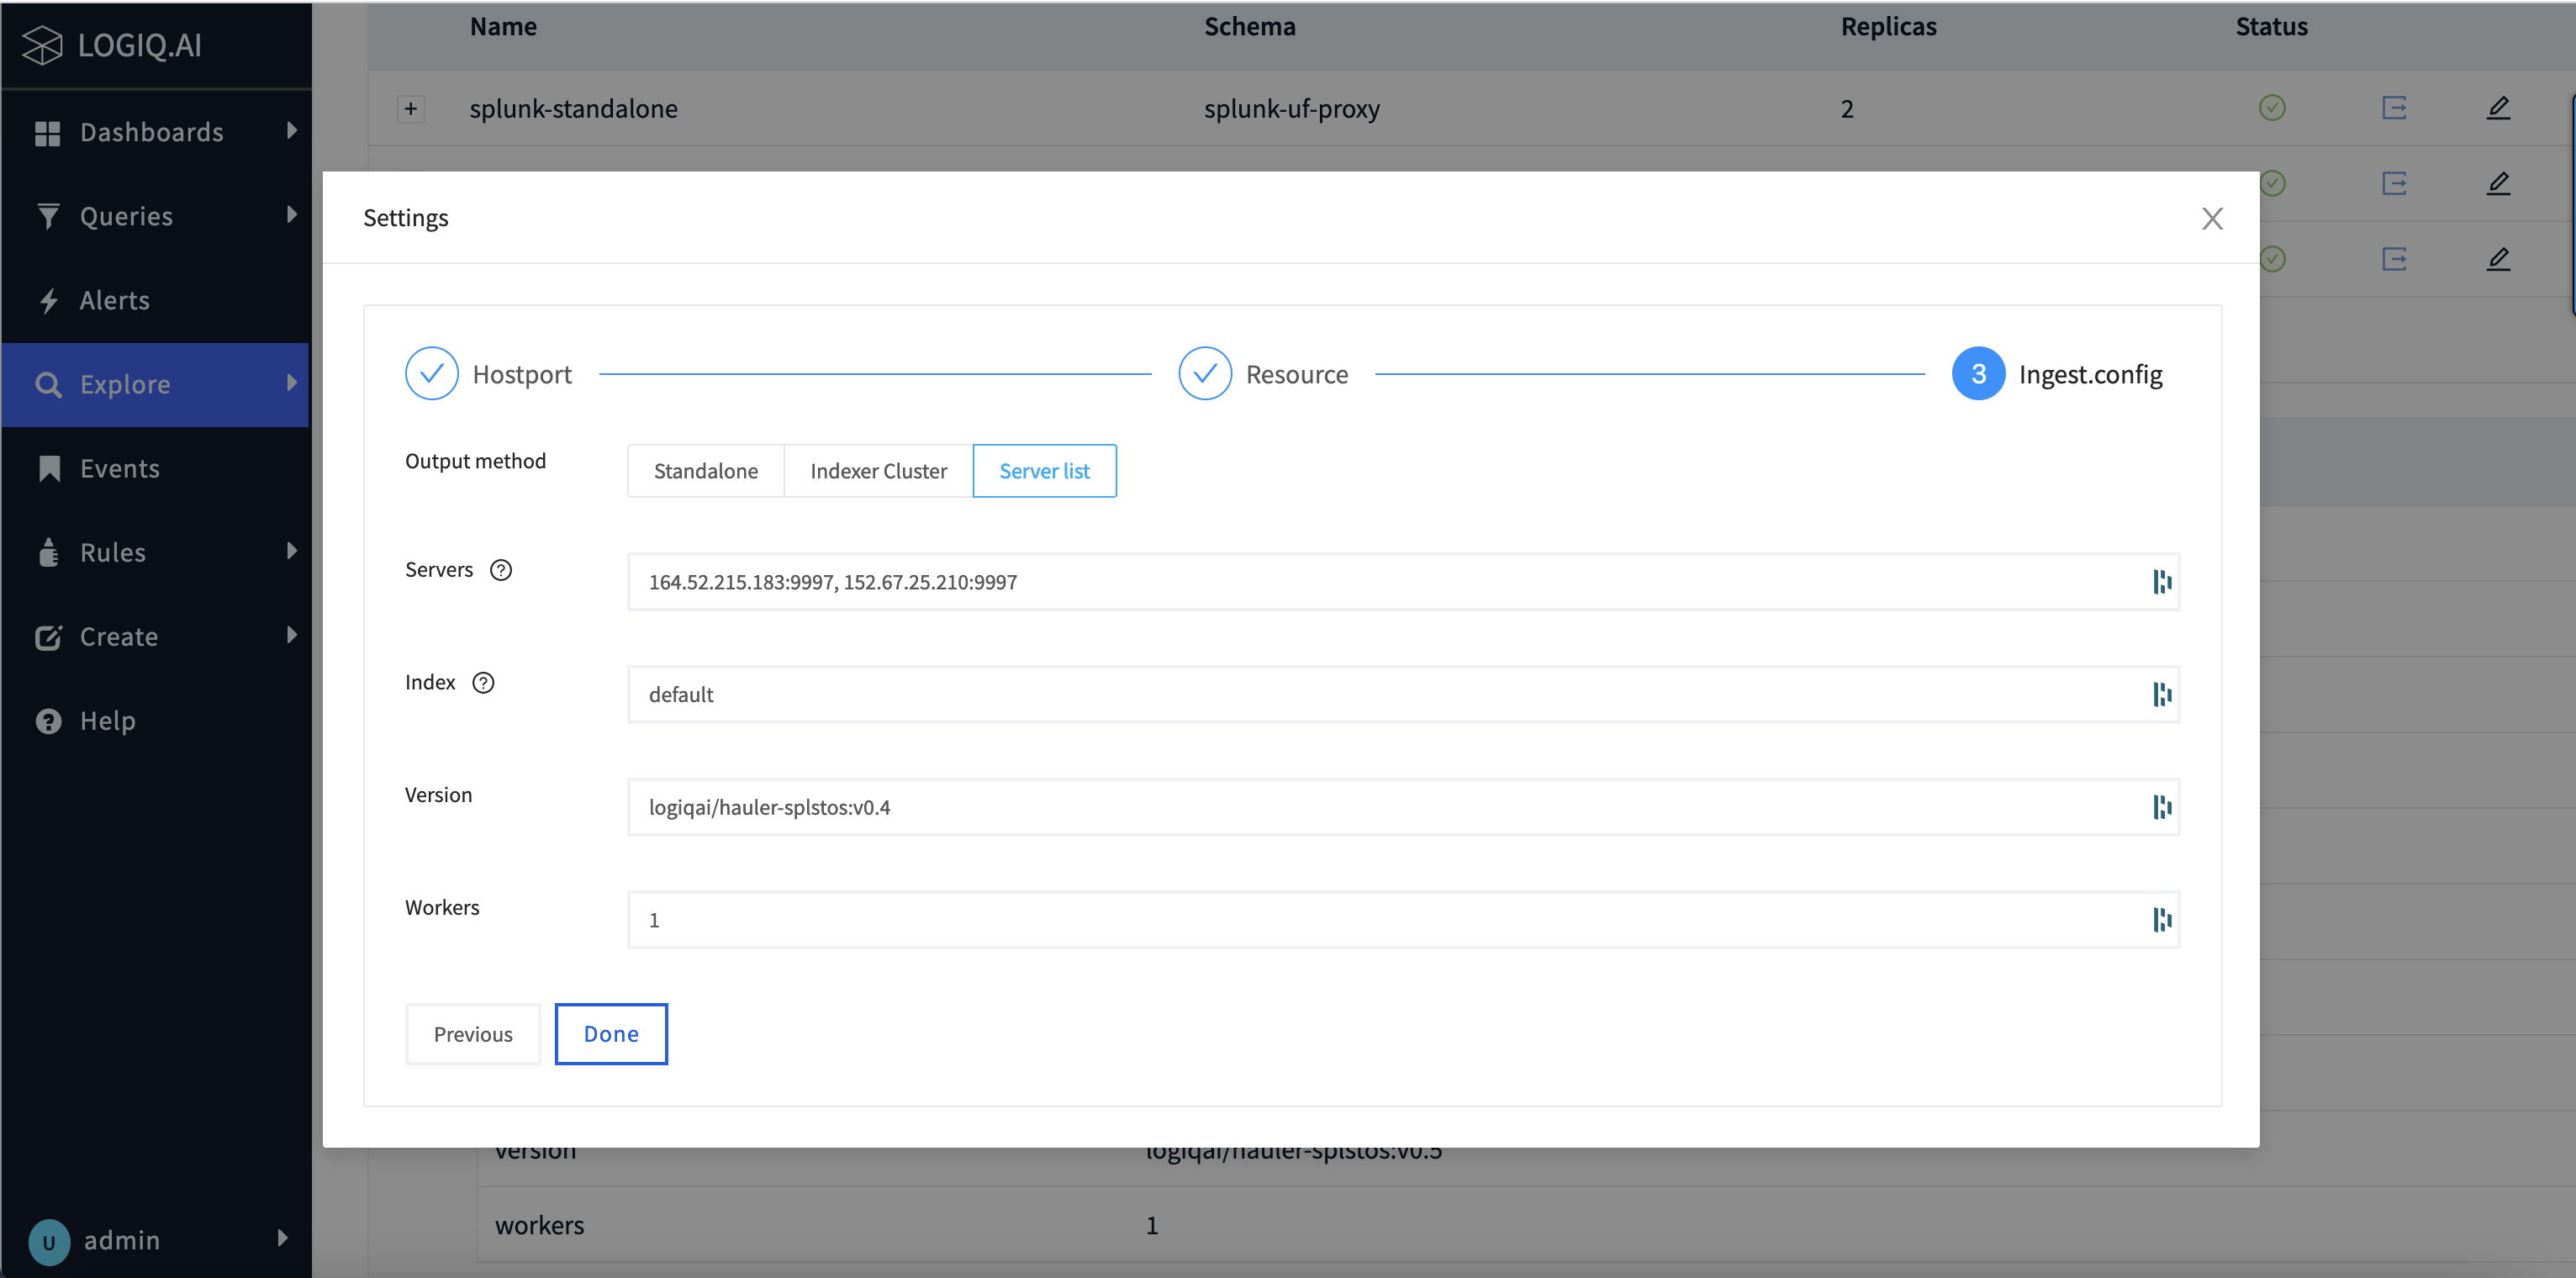 LOGIQ.AI
Dashboards
Queries
Alerts
Explore
Events
Rules
Create
Help
U admin
Name Schema Replicas Status
+ splunk-standalone splunk-uf-proxy 2
Settings
Hostport Resource 3 Ingest.config
Output method Standalone Indexer Cluster Server list
Servers ? 164.52.215.183:9997, 152.67.25.210:9997
Index ? default
Version logiqai/hauler-splstos:v0.4
Workers 1
Previous Done
version logiqai/hauler-splstos:v0.5
workers 1